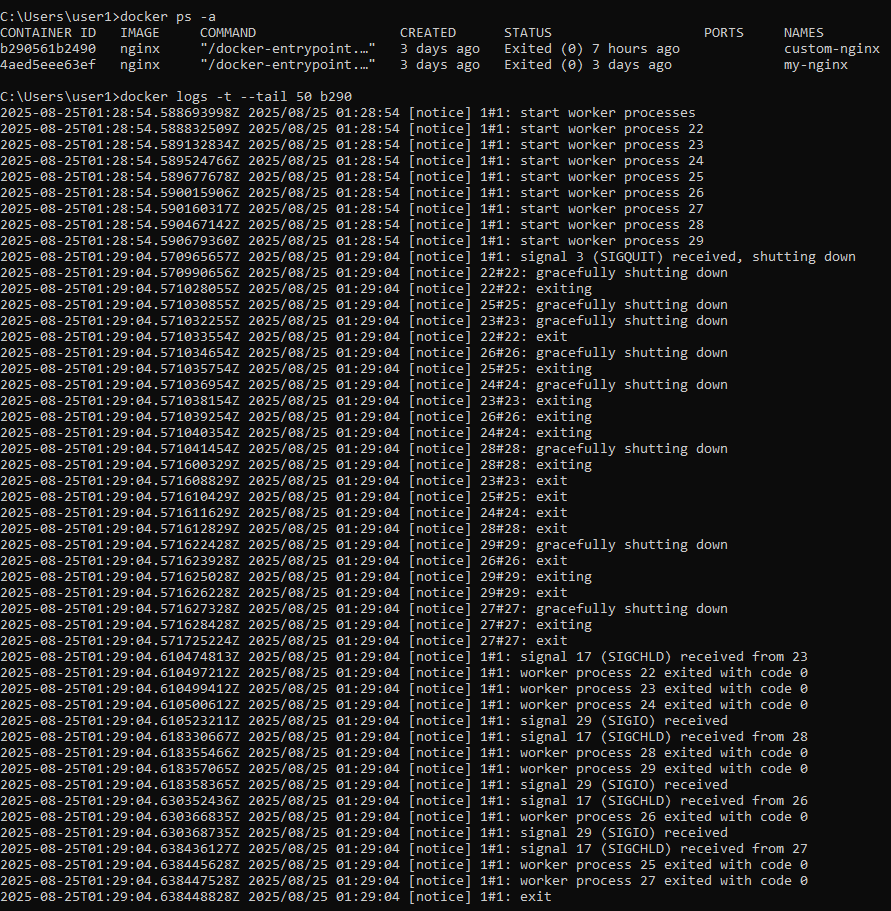 C:\Users\user1>docker ps -a
CONTAINER ID   IMAGE     COMMAND                  CREATED      STATUS                   PORTS     NAMES
b290561b2490   nginx     "/docker-entrypoint.…"   3 days ago   Exited (0) 7 hours ago             custom-nginx
4aed5eee63ef   nginx     "/docker-entrypoint.…"   3 days ago   Exited (0) 3 days ago              my-nginx
C:\Users\user1>docker logs -t --tail 50 b290
2025-08-25T01:28:54.588693998Z 2025/08/25 01:28:54 [notice] 1#1: start worker processes
2025-08-25T01:28:54.588832509Z 2025/08/25 01:28:54 [notice] 1#1: start worker process 22
2025-08-25T01:28:54.589132834Z 2025/08/25 01:28:54 [notice] 1#1: start worker process 23
2025-08-25T01:28:54.589524766Z 2025/08/25 01:28:54 [notice] 1#1: start worker process 24
2025-08-25T01:28:54.589677678Z 2025/08/25 01:28:54 [notice] 1#1: start worker process 25
2025-08-25T01:28:54.590015906Z 2025/08/25 01:28:54 [notice] 1#1: start worker process 26
2025-08-25T01:28:54.590160317Z 2025/08/25 01:28:54 [notice] 1#1: start worker process 27
2025-08-25T01:28:54.590467142Z 2025/08/25 01:28:54 [notice] 1#1: start worker process 28
2025-08-25T01:28:54.590679360Z 2025/08/25 01:28:54 [notice] 1#1: start worker process 29
2025-08-25T01:29:04.570965657Z 2025/08/25 01:29:04 [notice] 1#1: signal 3 (SIGQUIT) received, shutting down
2025-08-25T01:29:04.570990656Z 2025/08/25 01:29:04 [notice] 22#22: gracefully shutting down
2025-08-25T01:29:04.571028055Z 2025/08/25 01:29:04 [notice] 22#22: exiting
2025-08-25T01:29:04.571030855Z 2025/08/25 01:29:04 [notice] 25#25: gracefully shutting down
2025-08-25T01:29:04.571032255Z 2025/08/25 01:29:04 [notice] 23#23: gracefully shutting down
2025-08-25T01:29:04.571033554Z 2025/08/25 01:29:04 [notice] 22#22: exit
2025-08-25T01:29:04.571034654Z 2025/08/25 01:29:04 [notice] 26#26: gracefully shutting down
2025-08-25T01:29:04.571035754Z 2025/08/25 01:29:04 [notice] 25#25: exiting
2025-08-25T01:29:04.571036954Z 2025/08/25 01:29:04 [notice] 24#24: gracefully shutting down
2025-08-25T01:29:04.571038154Z 2025/08/25 01:29:04 [notice] 23#23: exiting
2025-08-25T01:29:04.571039254Z 2025/08/25 01:29:04 [notice] 26#26: exiting
2025-08-25T01:29:04.571040354Z 2025/08/25 01:29:04 [notice] 24#24: exiting
2025-08-25T01:29:04.571041454Z 2025/08/25 01:29:04 [notice] 28#28: gracefully shutting down
2025-08-25T01:29:04.571600329Z 2025/08/25 01:29:04 [notice] 28#28: exiting
2025-08-25T01:29:04.571608829Z 2025/08/25 01:29:04 [notice] 23#23: exit
2025-08-25T01:29:04.571610429Z 2025/08/25 01:29:04 [notice] 25#25: exit
2025-08-25T01:29:04.571611629Z 2025/08/25 01:29:04 [notice] 24#24: exit
2025-08-25T01:29:04.571612829Z 2025/08/25 01:29:04 [notice] 28#28: exit
2025-08-25T01:29:04.571622428Z 2025/08/25 01:29:04 [notice] 29#29: gracefully shutting down
2025-08-25T01:29:04.571623928Z 2025/08/25 01:29:04 [notice] 26#26: exit
2025-08-25T01:29:04.571625028Z 2025/08/25 01:29:04 [notice] 29#29: exiting
2025-08-25T01:29:04.571626228Z 2025/08/25 01:29:04 [notice] 29#29: exit
2025-08-25T01:29:04.571627328Z 2025/08/25 01:29:04 [notice] 27#27: gracefully shutting down
2025-08-25T01:29:04.571628428Z 2025/08/25 01:29:04 [notice] 27#27: exiting
2025-08-25T01:29:04.571725224Z 2025/08/25 01:29:04 [notice] 27#27: exit
2025-08-25T01:29:04.610474813Z 2025/08/25 01:29:04 [notice] 1#1: signal 17 (SIGCHLD) received from 23
2025-08-25T01:29:04.610497212Z 2025/08/25 01:29:04 [notice] 1#1: worker process 22 exited with code 0
2025-08-25T01:29:04.610499412Z 2025/08/25 01:29:04 [notice] 1#1: worker process 23 exited with code 0
2025-08-25T01:29:04.610500612Z 2025/08/25 01:29:04 [notice] 1#1: worker process 24 exited with code 0
2025-08-25T01:29:04.610523211Z 2025/08/25 01:29:04 [notice] 1#1: signal 29 (SIGIO) received
2025-08-25T01:29:04.618330667Z 2025/08/25 01:29:04 [notice] 1#1: signal 17 (SIGCHLD) received from 28
2025-08-25T01:29:04.618355466Z 2025/08/25 01:29:04 [notice] 1#1: worker process 28 exited with code 0
2025-08-25T01:29:04.618357065Z 2025/08/25 01:29:04 [notice] 1#1: worker process 29 exited with code 0
2025-08-25T01:29:04.618358365Z 2025/08/25 01:29:04 [notice] 1#1: signal 29 (SIGIO) received
2025-08-25T01:29:04.630352436Z 2025/08/25 01:29:04 [notice] 1#1: signal 17 (SIGCHLD) received from 26
2025-08-25T01:29:04.630366835Z 2025/08/25 01:29:04 [notice] 1#1: worker process 26 exited with code 0
2025-08-25T01:29:04.630368735Z 2025/08/25 01:29:04 [notice] 1#1: signal 29 (SIGIO) received
2025-08-25T01:29:04.638436127Z 2025/08/25 01:29:04 [notice] 1#1: signal 17 (SIGCHLD) received from 27
2025-08-25T01:29:04.638445628Z 2025/08/25 01:29:04 [notice] 1#1: worker process 25 exited with code 0
2025-08-25T01:29:04.638447528Z 2025/08/25 01:29:04 [notice] 1#1: worker process 27 exited with code 0
2025-08-25T01:29:04.638448828Z 2025/08/25 01:29:04 [notice] 1#1: exit